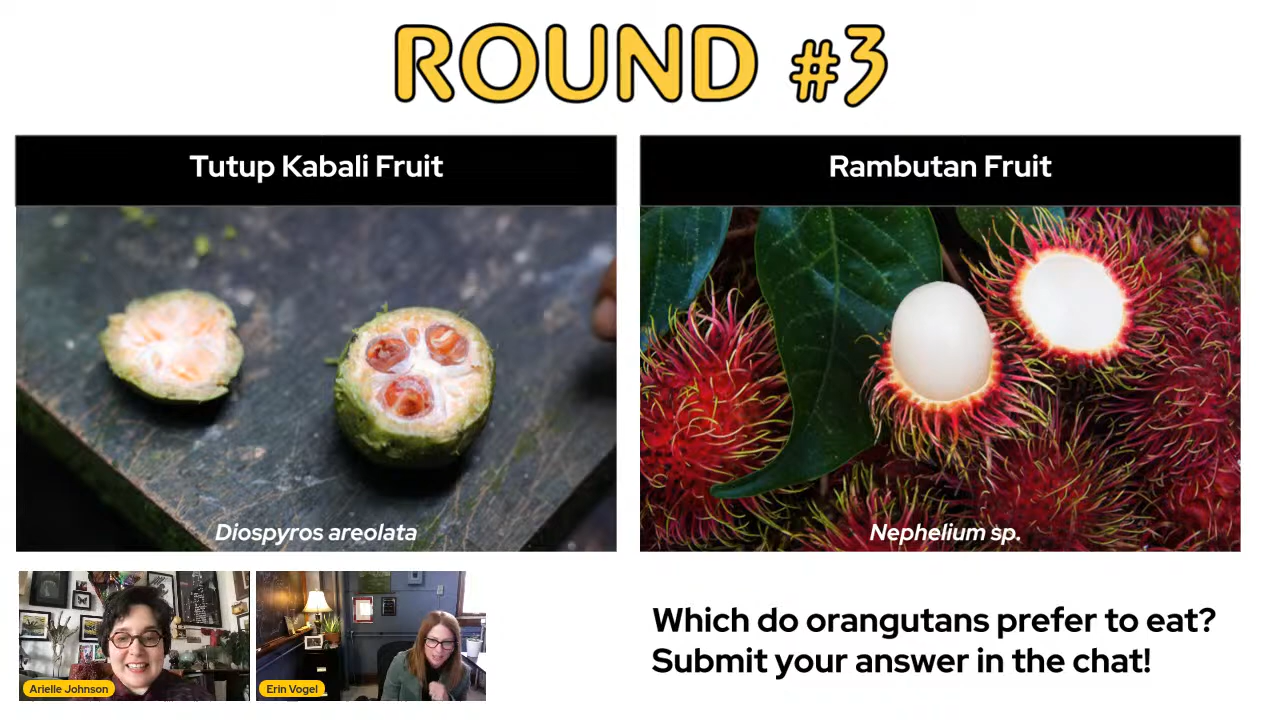 ROUND #3
Tutup Kabali Fruit
Rambutan Fruit
Diospyros areolata
Nephelium sp.
Arielle Johnson
Erin Vogel
Which do orangutans prefer to eat?
Submit your answer in the chat!